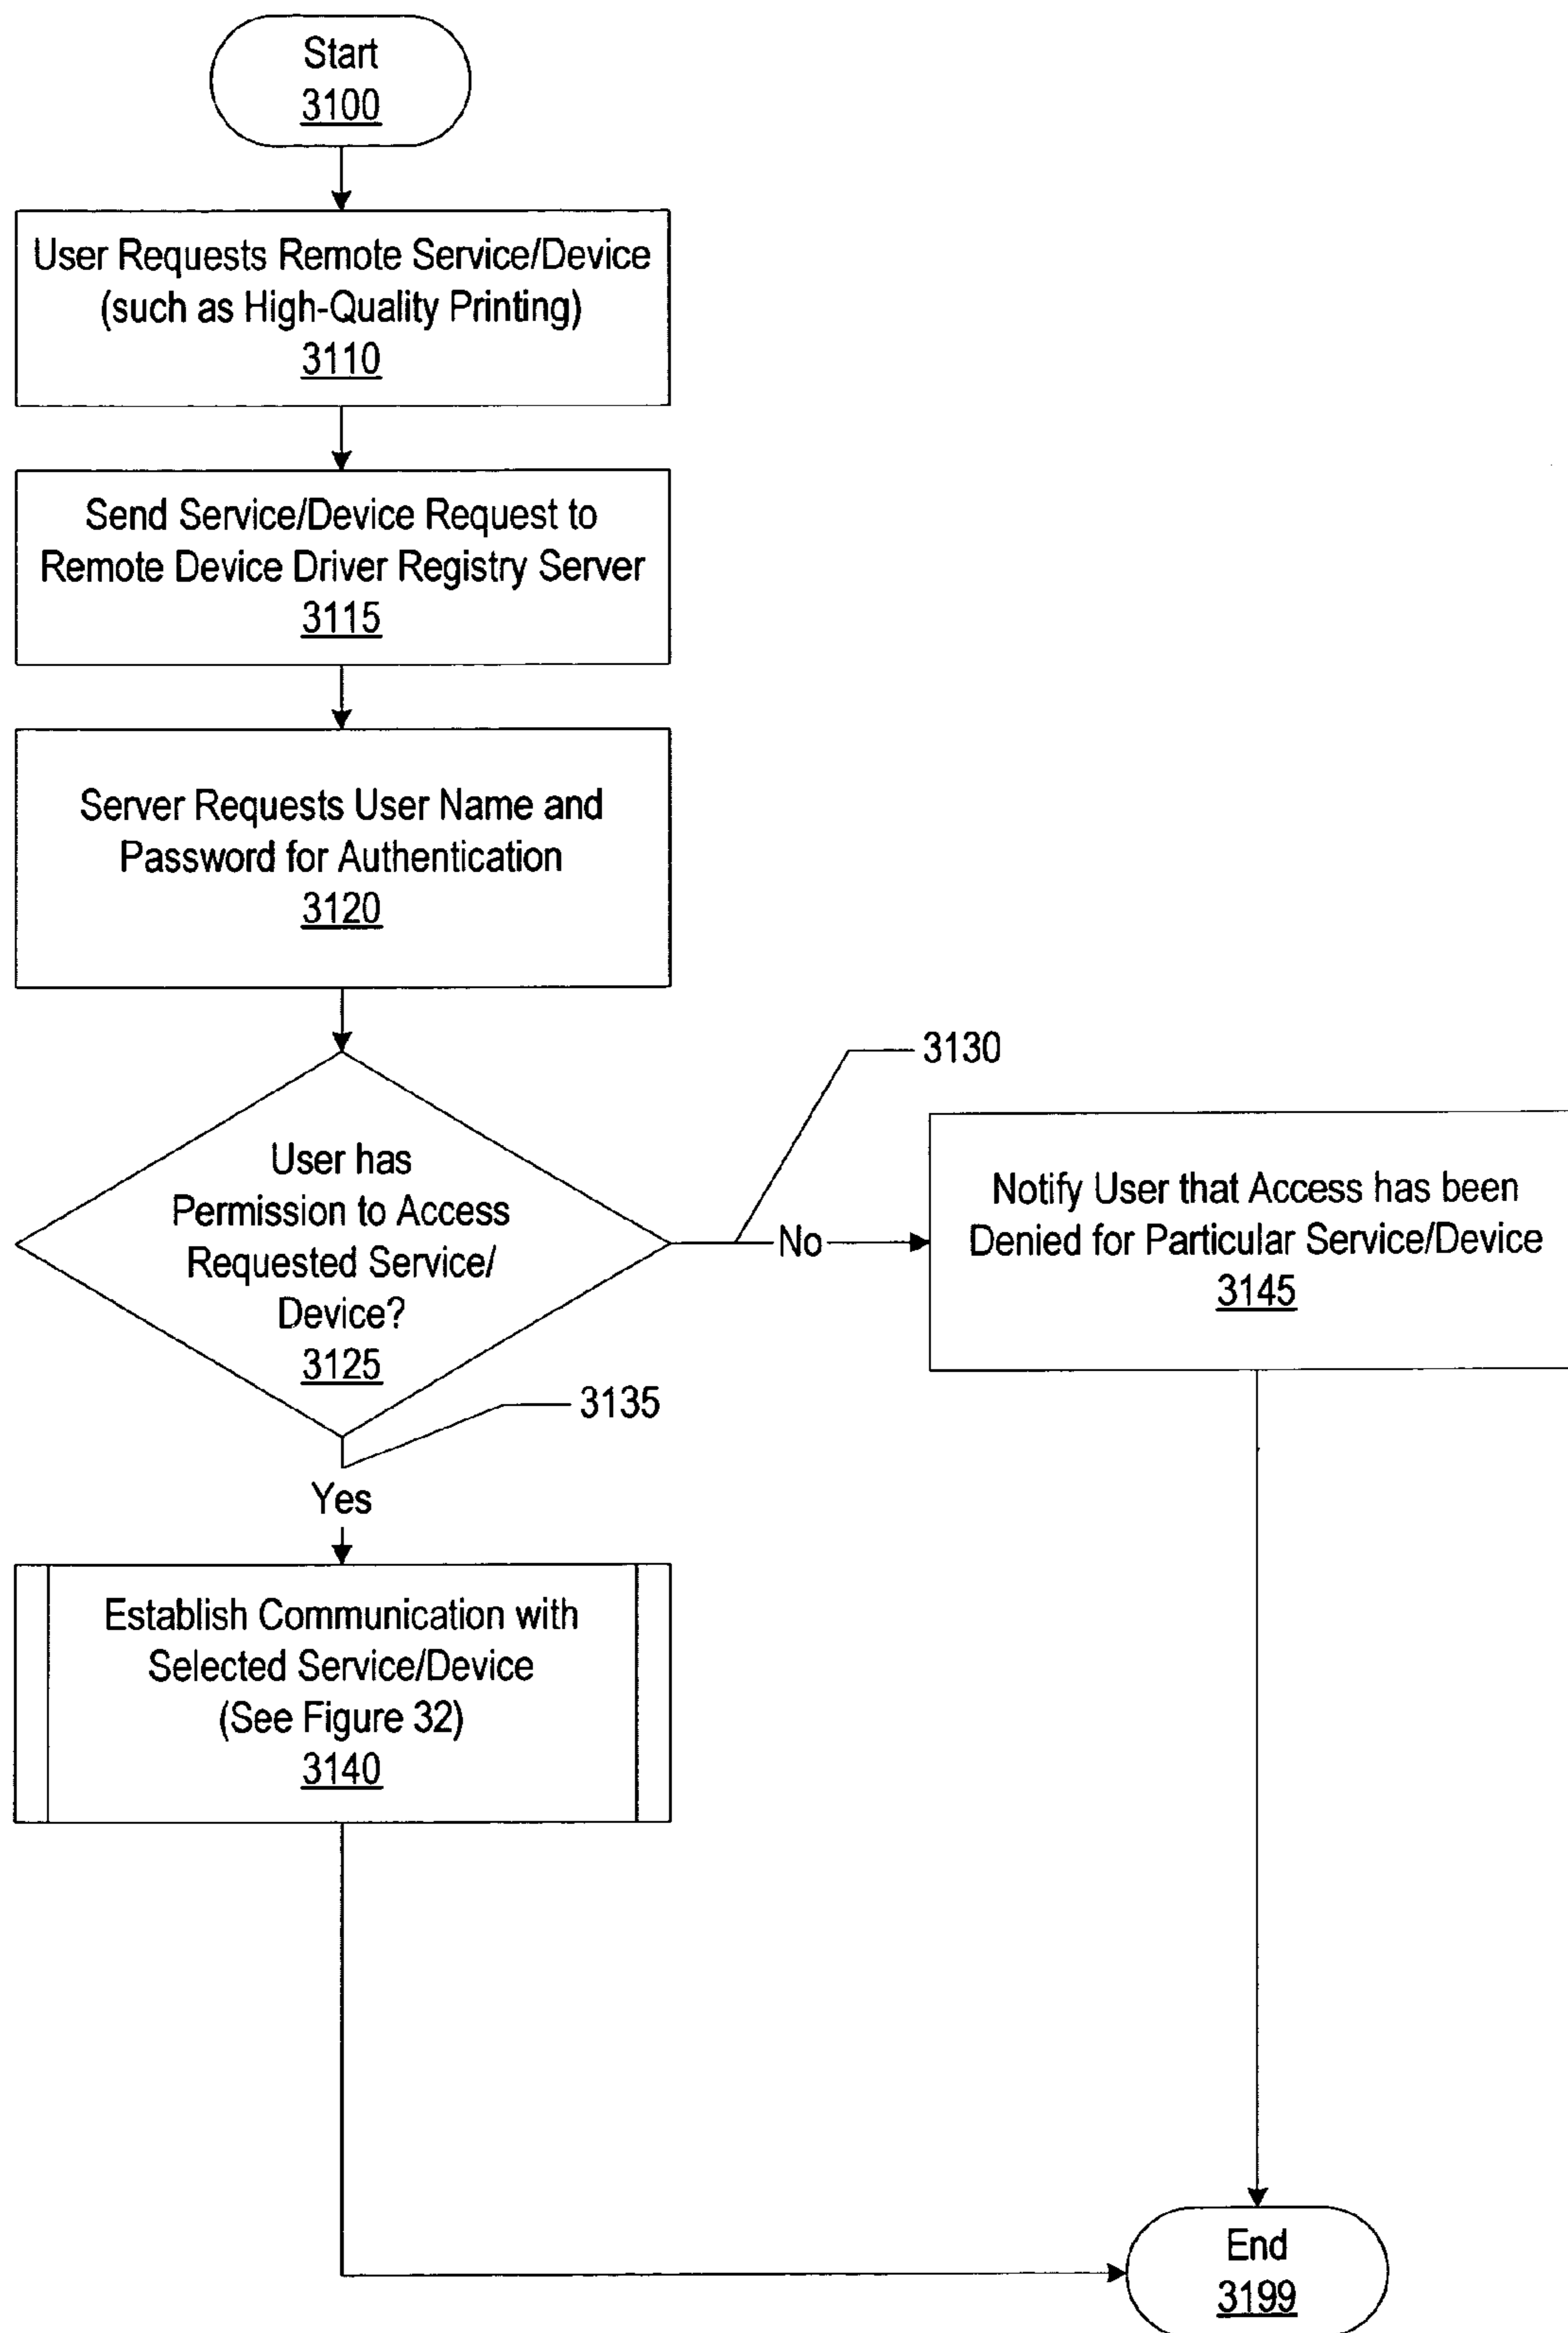 Start
3100
User Requests Remote Service/Device
(such as High-Quality Printing)
3110
Send Service/Device Request to
Remote Device Driver Registry Server
3115
Server Requests User Name and
Password for Authentication
3120
User has
Permission to Access
Requested Service/
Device?
3125
3130
No
Notify User that Access has been
Denied for Particular Service/Device
3145
3135
Yes
Establish Communication with
Selected Service/Device
(See Figure 32)
3140
End
3199